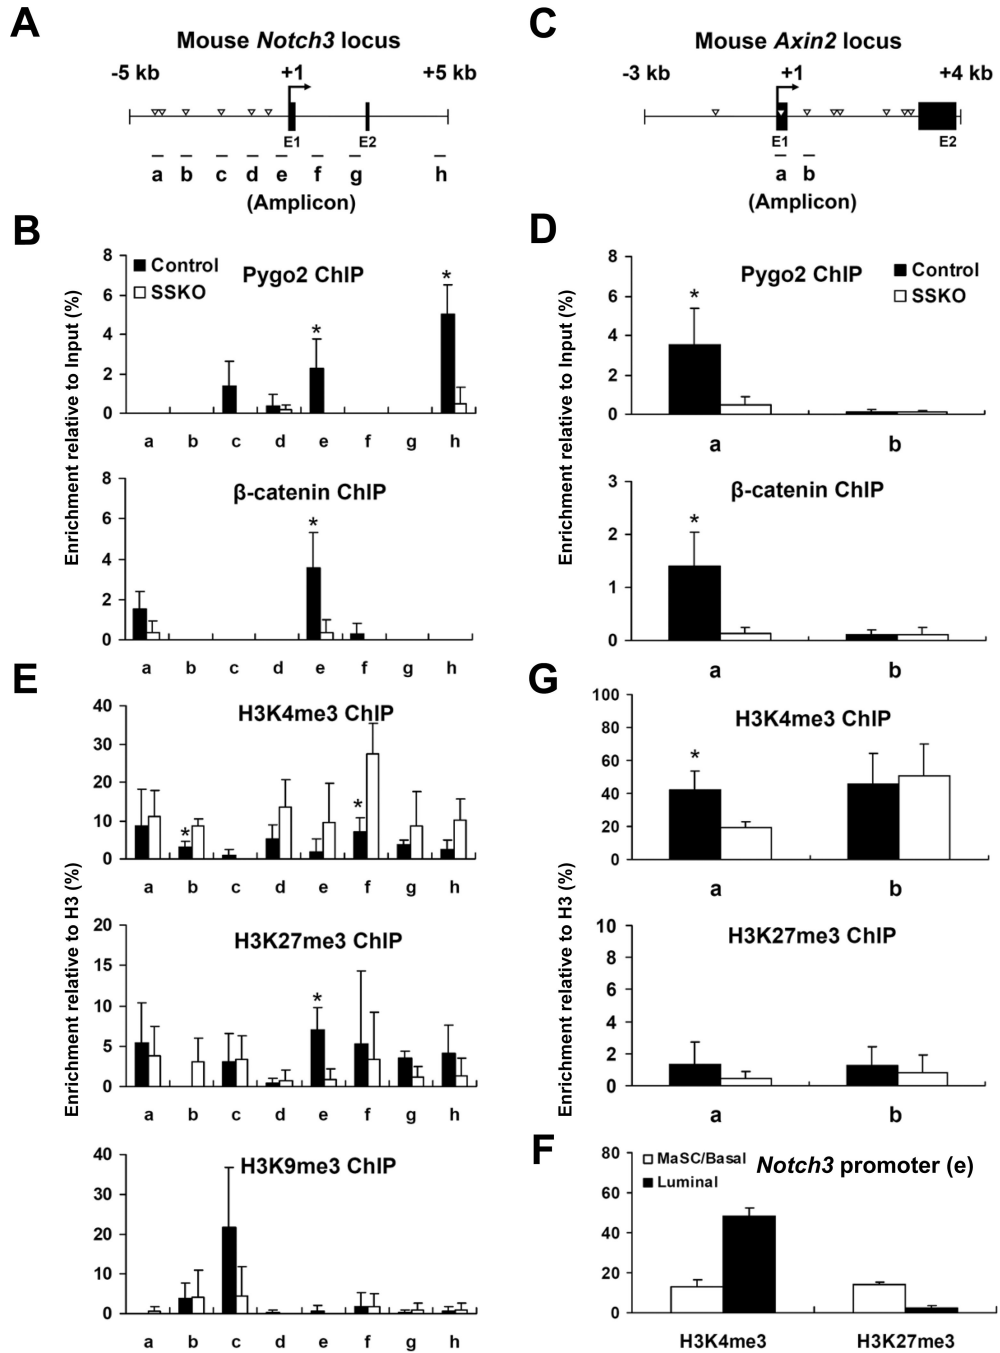 A
Mouse Notch3 locus
-5 kb +1 +5 kb
E1 E2
a b c d e f g h
(Amplicon)
C
Mouse Axin2 locus
-3 kb +1 +4 kb
E1 E2
a b
(Amplicon)
B
Enrichment relative to Input (%)
Pygo2 ChIP
Control
SSKO
8
6
4
2
0
* *
a b c d e f g h
β-catenin ChIP
8
6
4
2
0
*
a b c d e f g h
D
Enrichment relative to Input (%)
Pygo2 ChIP
Control
SSKO
8
6
4
2
0
*
a b
β-catenin ChIP
3
2
1
0
*
a b
E
Enrichment relative to H3 (%)
H3K4me3 ChIP
40
30
20
10
0
* *
a b c d e f g h
H3K27me3 ChIP
20
15
10
5
0
*
a b c d e f g h
H3K9me3 ChIP
40
30
20
10
0
a b c d e f g h
G
Enrichment relative to H3 (%)
H3K4me3 ChIP
100
80
60
40
20
0
*
a b
H3K27me3 ChIP
10
8
6
4
2
0
a b
F
Notch3 promoter (e)
MaSC/Basal
Luminal
80
60
40
20
0
H3K4me3 H3K27me3